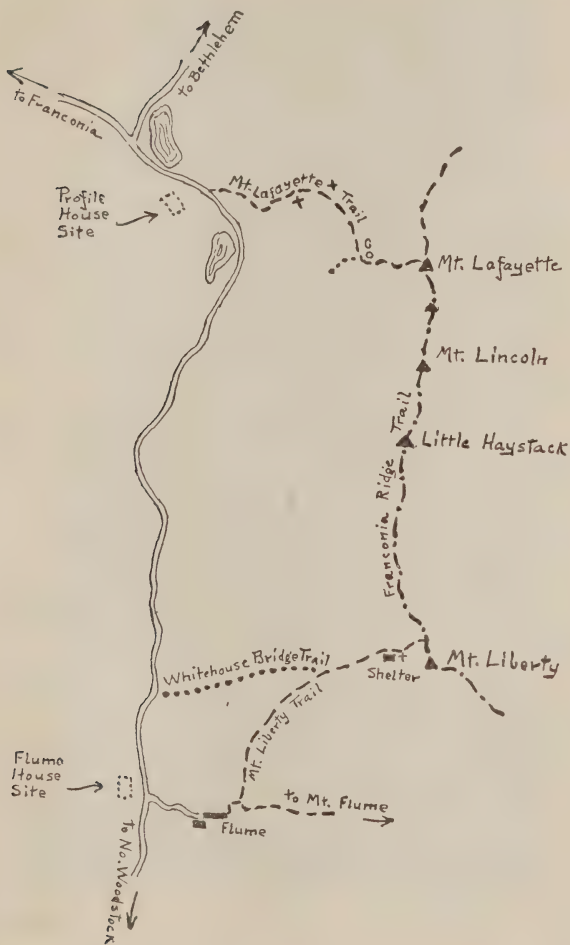 to Bethlehem
to Franconia
Mt. Lafayette Trail
Profile
House
Site
Mt. Lafayette
Mt. Lincoln
Little Haystack
Franconia Ridge Trail
Whitehouse Bridge Trail
Shelter
Mt. Liberty
Mt. Liberty Trail
Flume
House
Site
to Mt. Flume
Flume
to No. Woodstock